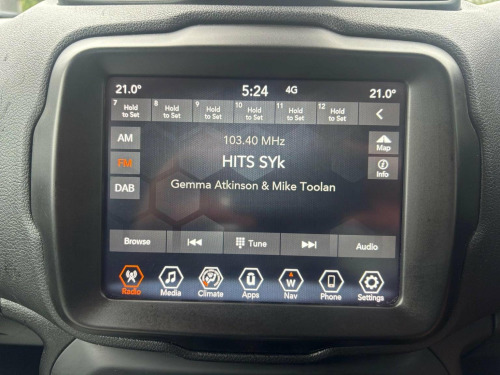 21.0° 5:24 4G 21.0°
7 Hold to Set 8 Hold to Set 9 Hold to Set 10 Hold to Set 11 Hold to Set 12 Hold to Set
AM 103.40 MHz Map
FM HITS SYk Info
DAB Gemma Atkinson & Mike Toolan
Browse Tune Audio
W
Radio Media Climate Apps Nav Phone Settings